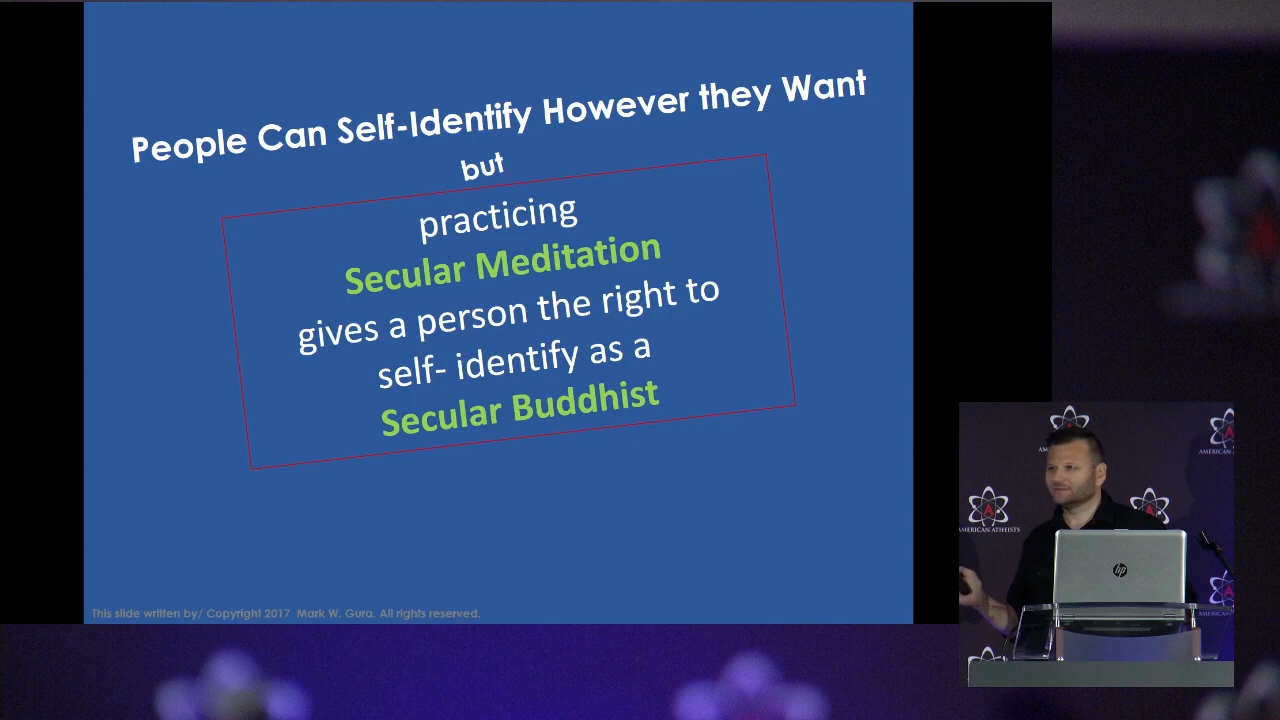 People Can Self-Identify However they Want
but
practicing
Secular Meditation
gives a person the right to
self- identify as a
Secular Buddhist
This slide written by/ Copyright 2017  Mark W. Gura. All rights reserved.
A
AMERICAN ATHEISTS
A
hp